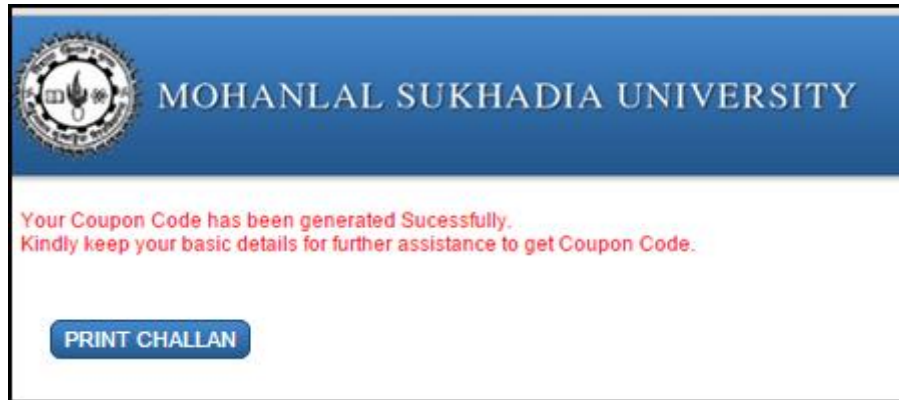 MOHANLAL SUKHADIA UNIVERSITY
Your Coupon Code has been generated Sucessfully.
Kindly keep your basic details for further assistance to get Coupon Code.
PRINT CHALLAN